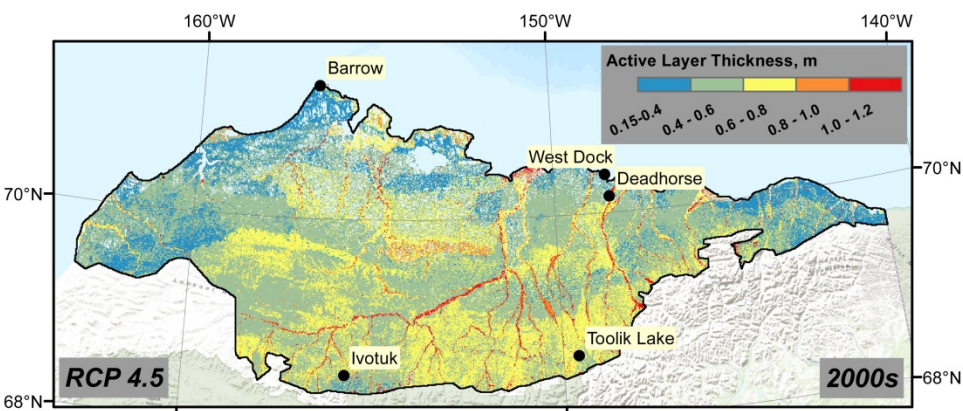 160°W
150°W
140°W
Active Layer Thickness, m
0.15-0.4
0.4 - 0.6
0.6 - 0.8
0.8 - 1.0
1.0 - 1.2
Barrow
West Dock
Deadhorse
70°N
70°N
Toolik Lake
Ivotuk
RCP 4.5
2000s
68°N
68°N